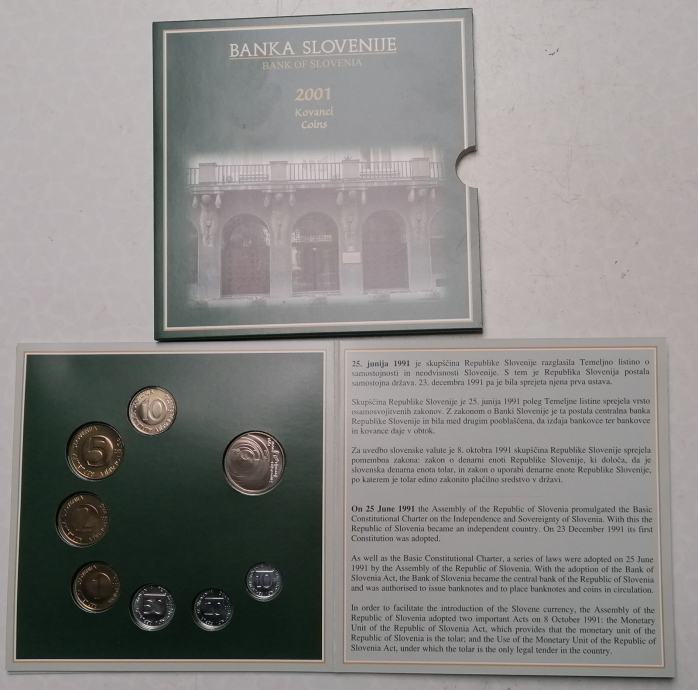 BANKA SLOVENIJE
BANK OF SLOVENIA
2001
Kovanci
Coins
10
5
2
1
50
20
10
25. junija 1991 je skupščina Republike Slovenije razglasila Temeljno listino o
samostojnosti in neodvisnosti Slovenije. S tem je Republika Slovenija postala
samostojna država. 23. decembra 1991 pa je bila sprejeta njena prva ustava.
Skupščina Republike Slovenije je 25. junija 1991 poleg Temeljne listine sprejela vrsto
osamosvojitvenih zakonov. Z zakonom o Banki Slovenije je ta postala centralna banka
Republike Slovenije in bila med drugim pooblaščena, da izdaja bankovce ter bankovce
in kovance daje v obtok.
Za uvedbo slovenske valute je 8. oktobra 1991 skupščina Republike Slovenije sprejela
pomembna zakona: zakon o denarni enoti Republike Slovenije, ki določa, da je
slovenska denarna enota tolar, in zakon o uporabi denarne enote Republike Slovenije,
po katerem je tolar edino zakonito plačilno sredstvo v državi.
On 25 June 1991 the Assembly of the Republic of Slovenia promulgated the Basic
Constitutional Charter on the Independence and Sovereignty of Slovenia. With this the
Republic of Slovenia became an independent country. On 23 December 1991 its first
Constitution was adopted.
As well as the Basic Constitutional Charter, a series of laws were adopted on 25 June
1991 by the Assembly of the Republic of Slovenia. With the adoption of the Bank of
Slovenia Act, the Bank of Slovenia became the central bank of the Republic of Slovenia
and was authorised to issue banknotes and to place banknotes and coins in circulation.
In order to facilitate the introduction of the Slovene currency, the Assembly of the
Republic of Slovenia adopted two important Acts on 8 October 1991: the Monetary
Unit of the Republic of Slovenia Act, which provides that the monetary unit of the
Republic of Slovenia is the tolar; and the Use of the Monetary Unit of the Republic of
Slovenia Act, under which the tolar is the only legal tender in the country.